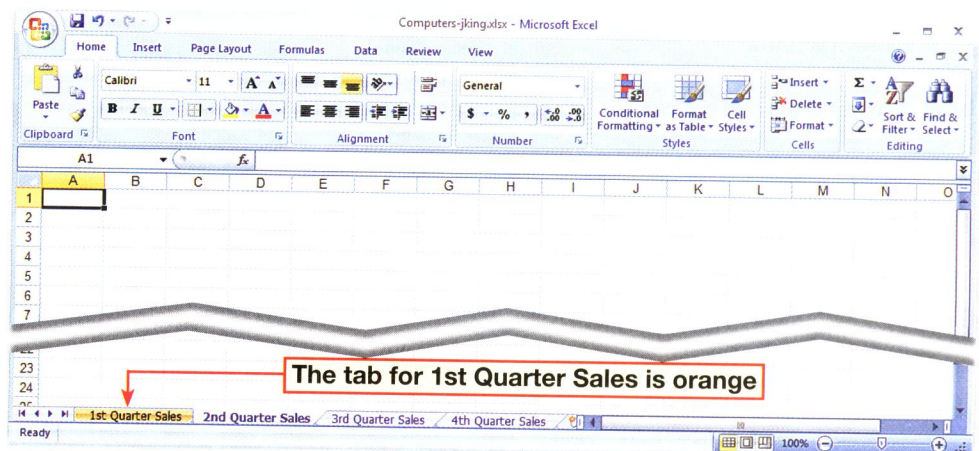 Computers-jking.xlsx - Microsoft Excel
Home Insert Page Layout Formulas Data Review View
Paste
Clipboard
Calibri 11 A A
B I U A
Font
Alignment
General
$ % , .0 .00 .00 .0
Number
Conditional Formatting
Format as Table
Cell Styles
Styles
Insert
Delete
Format
Cells
Σ
Sort & Filter
Find & Select
Editing
A1 fx
A B C D E F G H I J K L M N O
1
2
3
4
5
6
7
23
24
The tab for 1st Quarter Sales is orange
1st Quarter Sales 2nd Quarter Sales 3rd Quarter Sales 4th Quarter Sales
Ready 100%